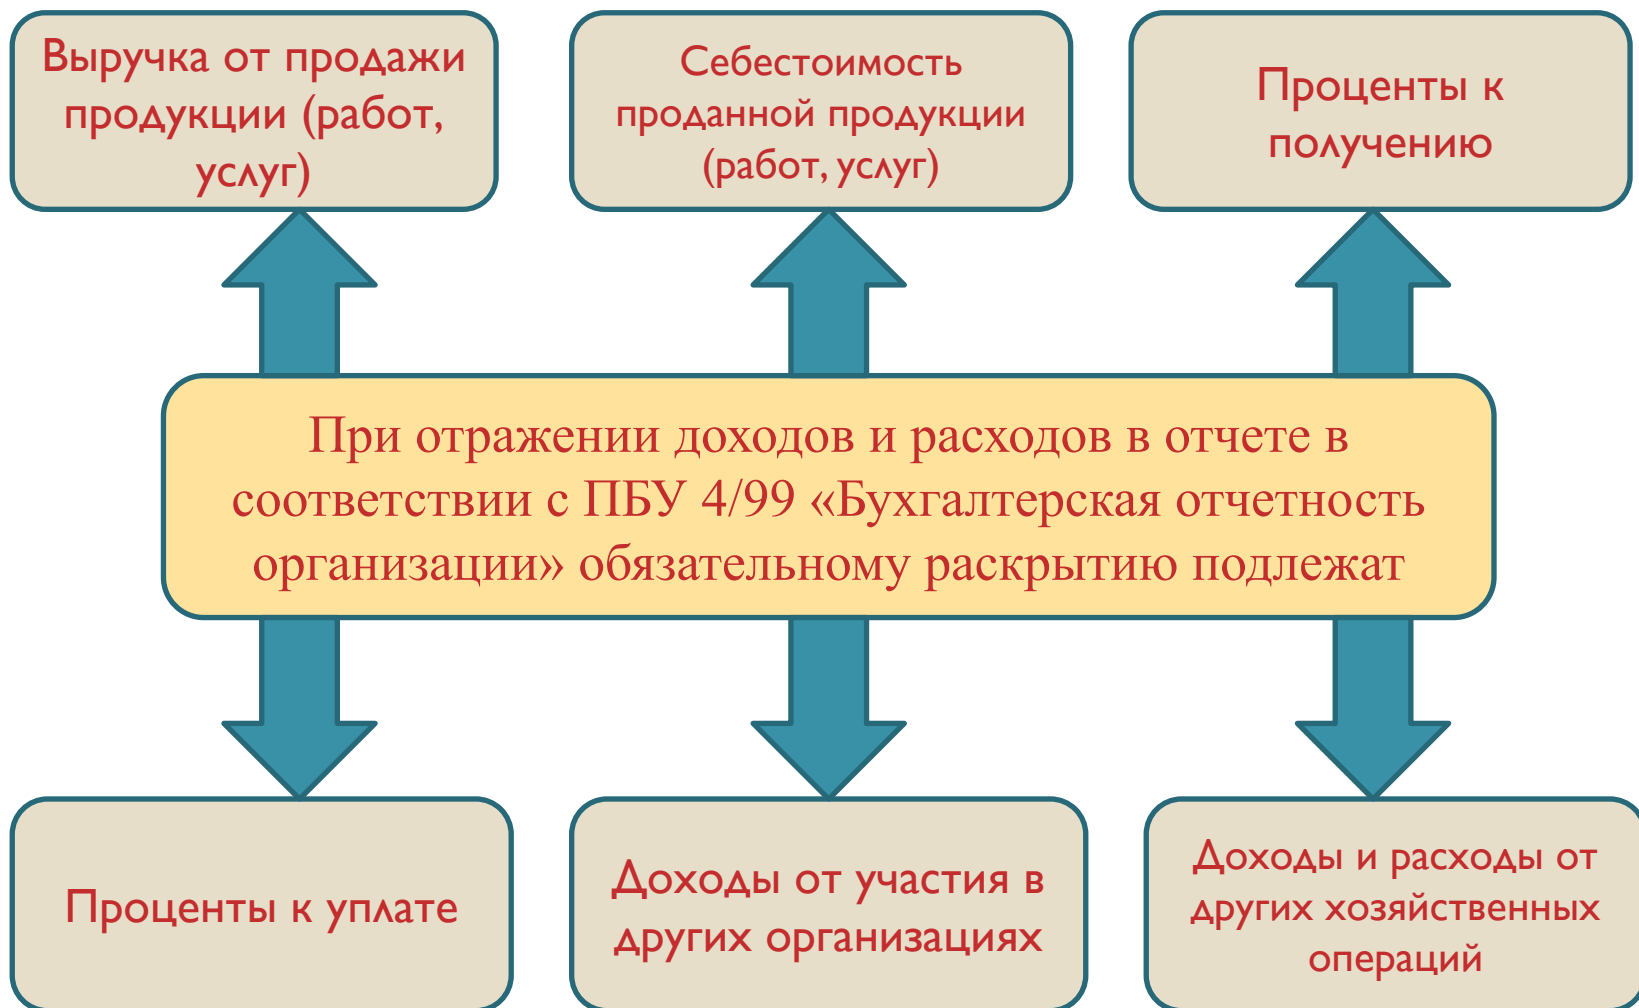 Выручка от продажи
продукции (работ,
услуг)
Себестоимость
проданной продукции
(работ, услуг)
Проценты к
получению
При отражении доходов и расходов в отчете в
соответствии с ПБУ 4/99 «Бухгалтерская отчетность
организации» обязательному раскрытию подлежат
Проценты к уплате
Доходы от участия в
других организациях
Доходы и расходы от
других хозяйственных
операций